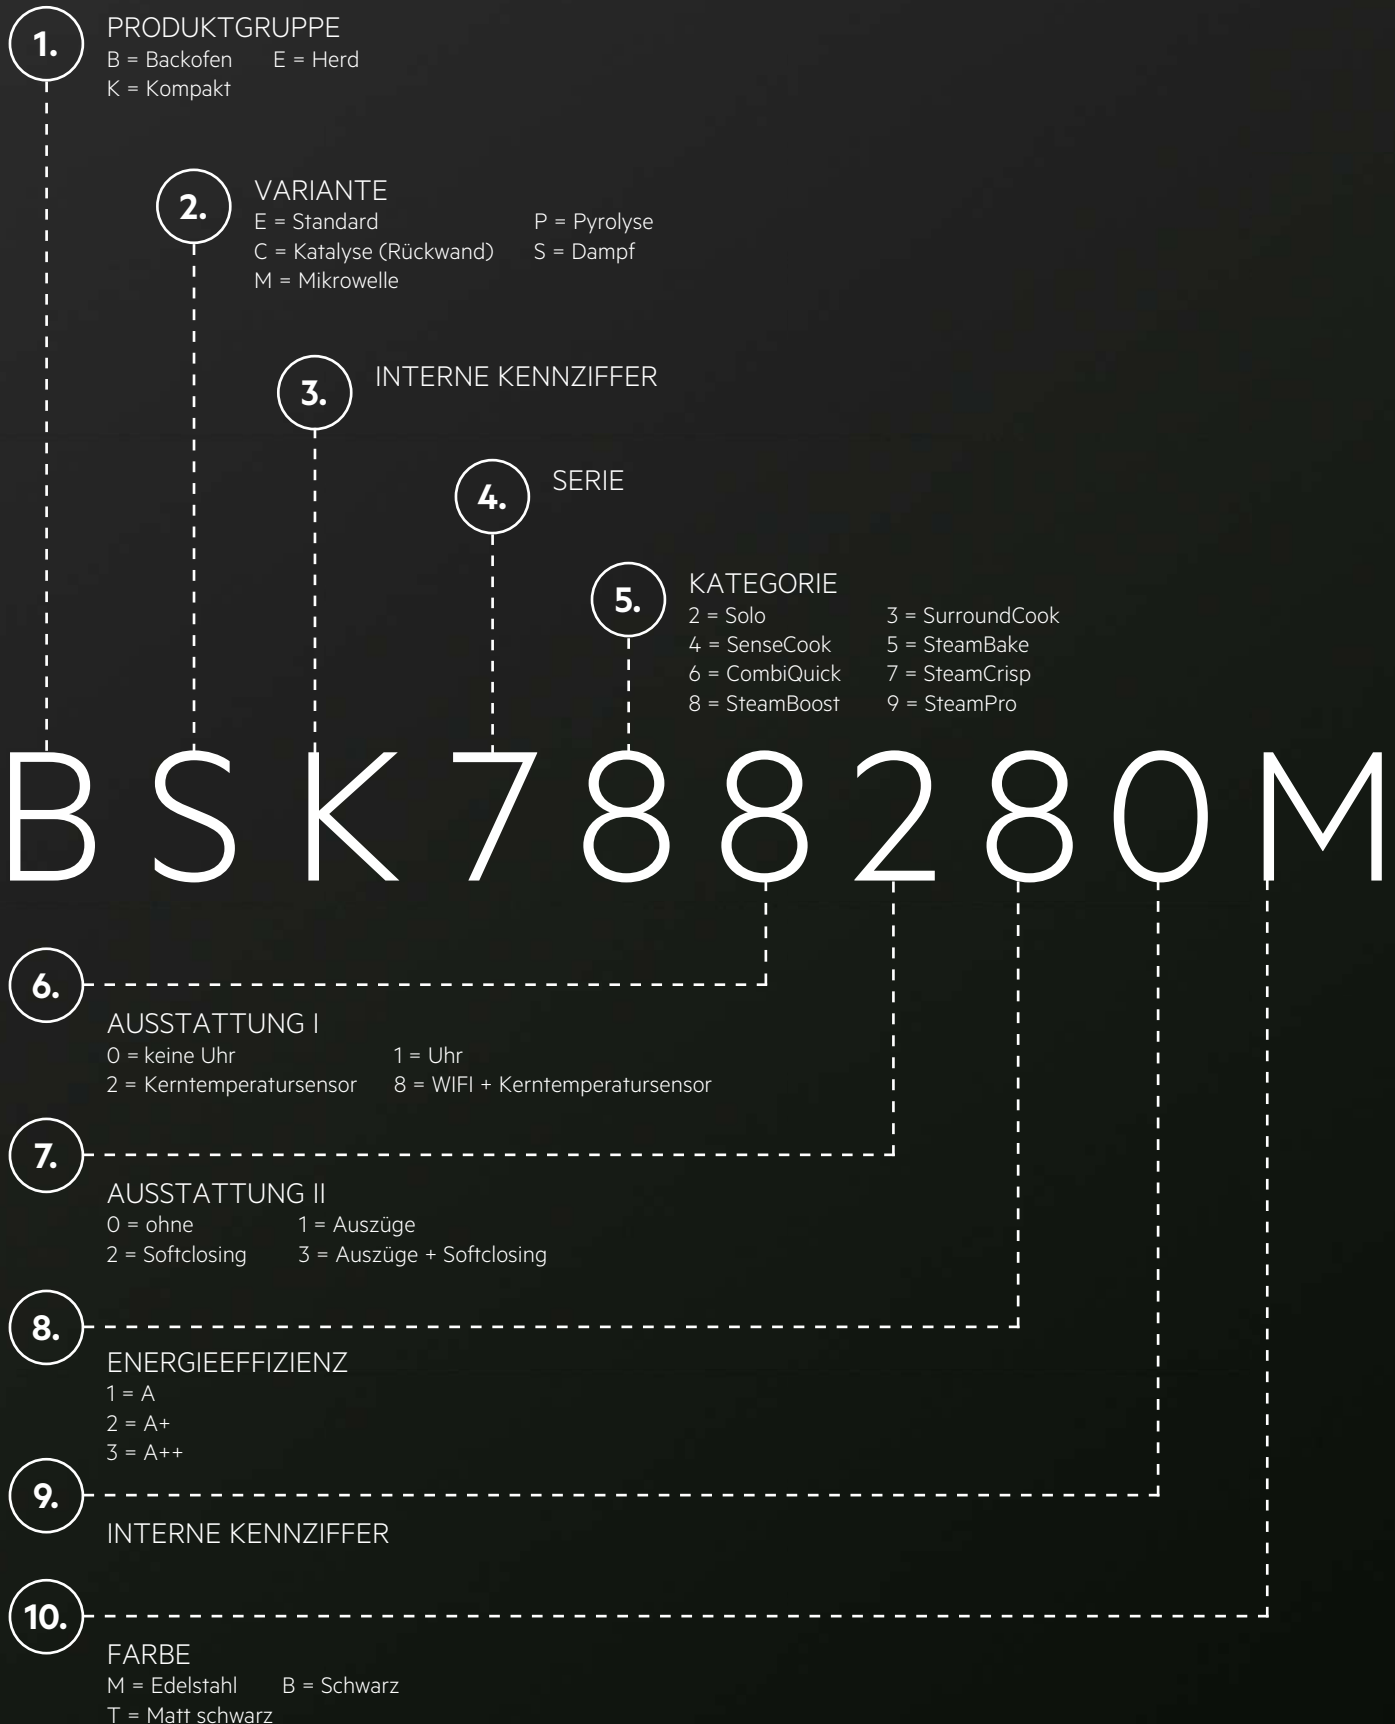 1.
PRODUKTGRUPPE
B = Backofen E = Herd
K = Kompakt
2.
VARIANTE
E = Standard P = Pyrolyse
C = Katalyse (Rückwand) S = Dampf
M = Mikrowelle
3.
INTERNE KENNZIFFER
4.
SERIE
5.
KATEGORIE
2 = Solo 3 = SurroundCook
4 = SenseCook 5 = SteamBake
6 = CombiQuick 7 = SteamCrisp
8 = SteamBoost 9 = SteamPro
BSK788280M
6.
AUSSTATTUNG I
0 = keine Uhr 1 = Uhr
2 = Kerntemperatursensor 8 = WIFI + Kerntemperatursensor
7.
AUSSTATTUNG II
0 = ohne 1 = Auszüge
2 = Softclosing 3 = Auszüge + Softclosing
8.
ENERGIEEFFIZIENZ
1 = A
2 = A+
3 = A++
9.
INTERNE KENNZIFFER
10.
FARBE
M = Edelstahl B = Schwarz
T = Matt schwarz